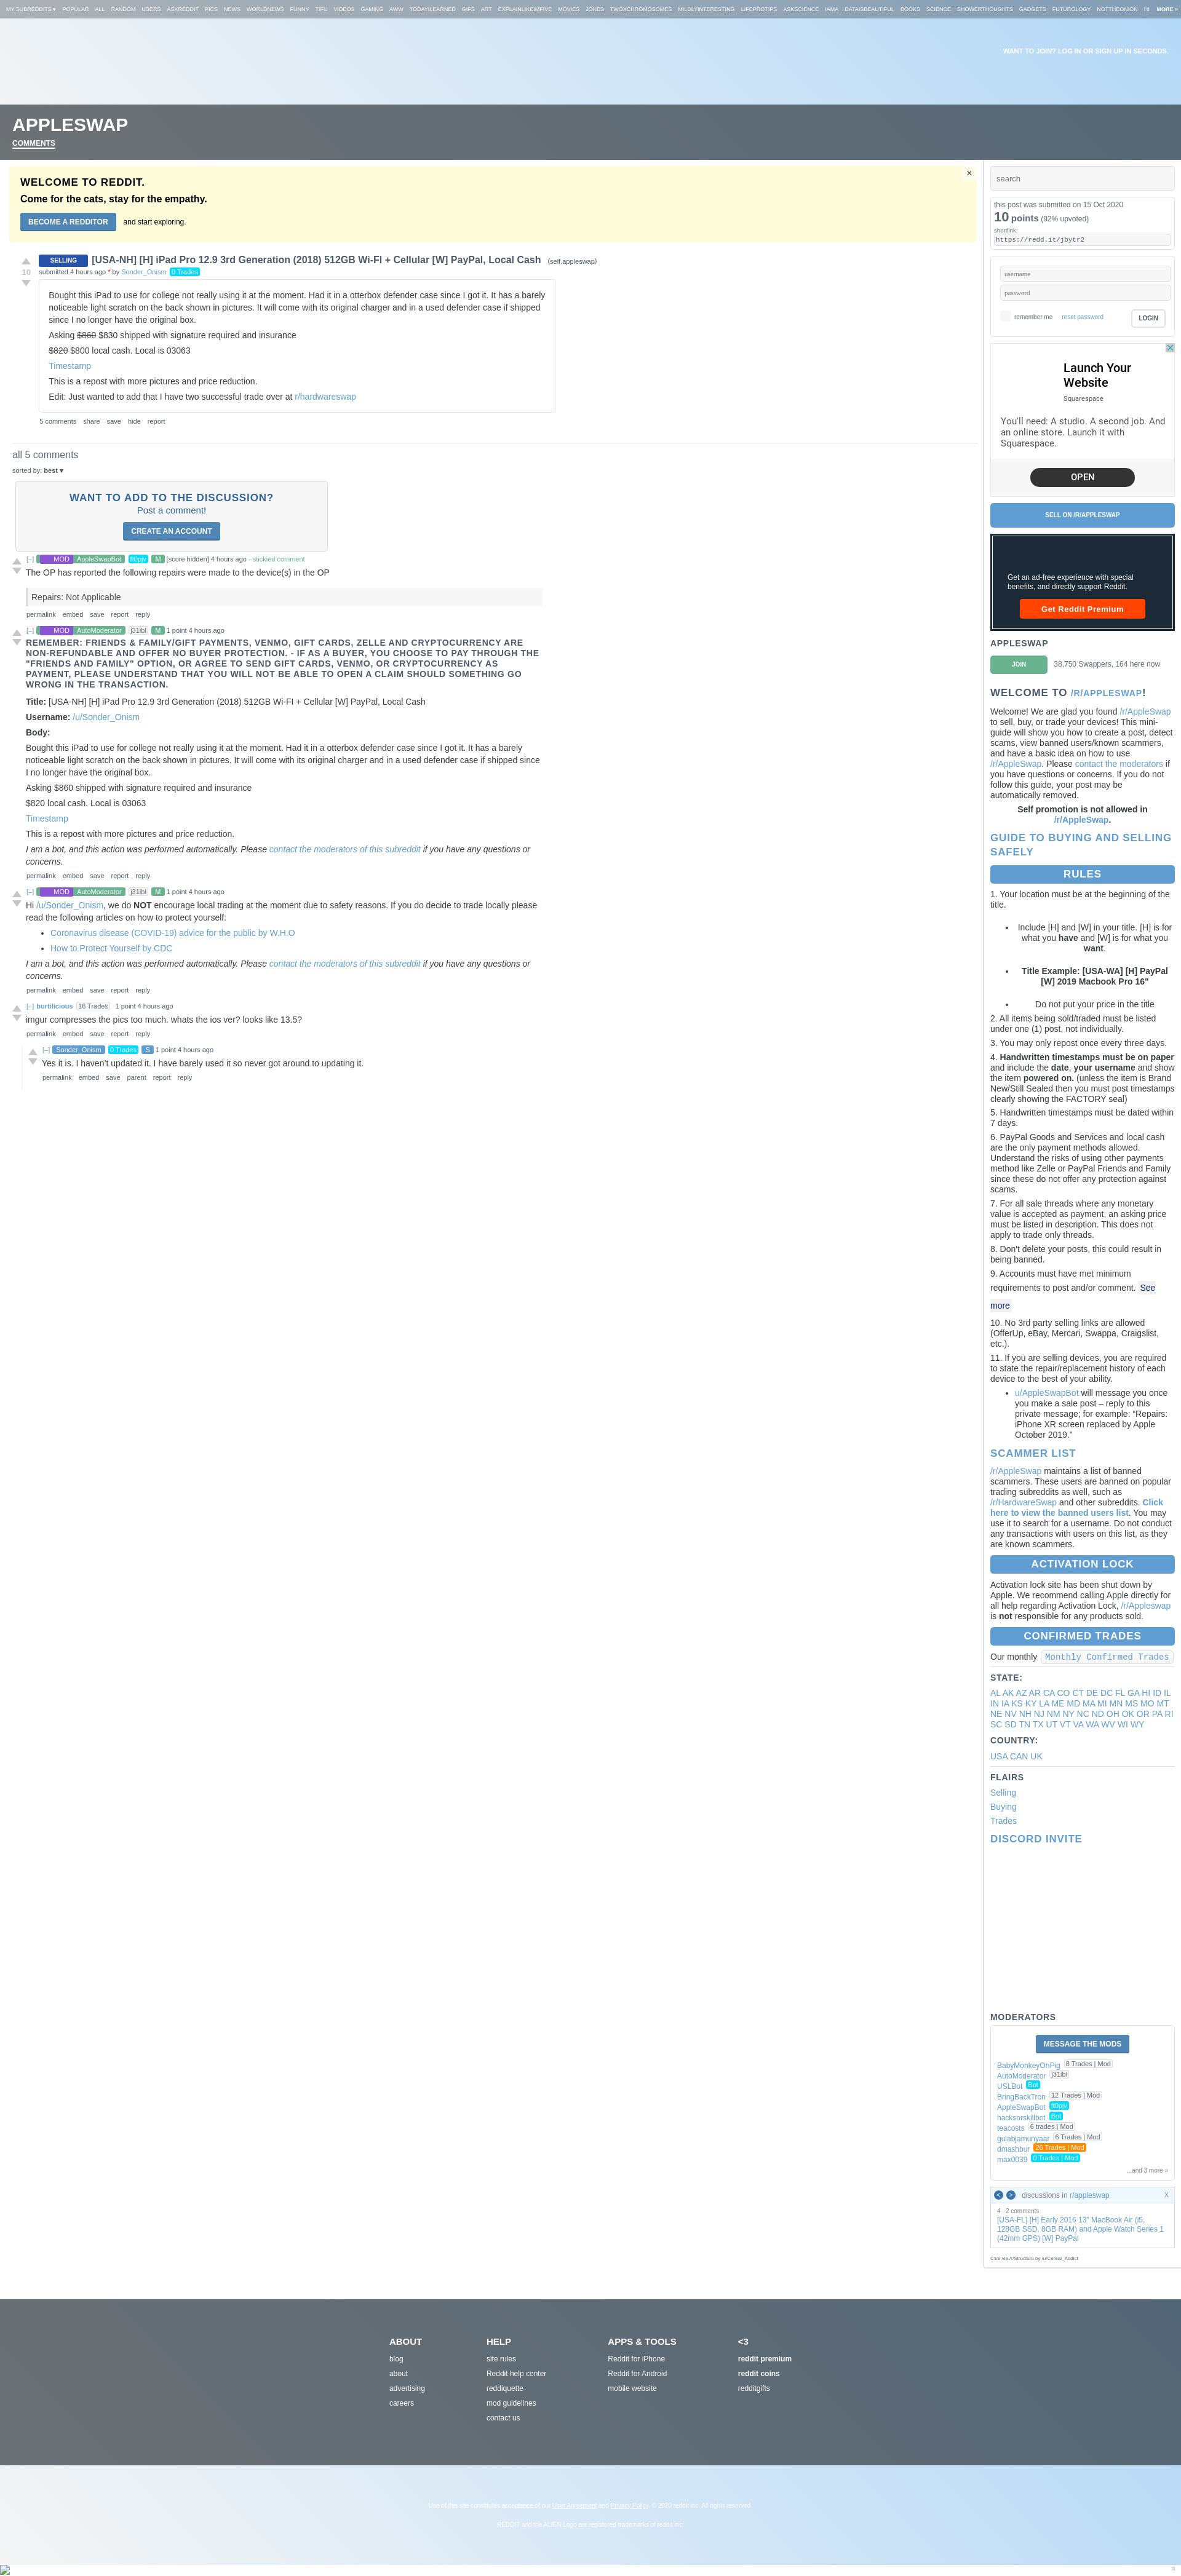 MY SUBREDDITS ▾ POPULAR ALL RANDOM USERS ASKREDDIT PICS NEWS WORLDNEWS FUNNY TIFU VIDEOS GAMING AWW TODAYILEARNED GIFS ART EXPLAINLIKEIMFIVE MOVIES JOKES TWOXCHROMOSOMES MILDLYINTERESTING LIFEPROTIPS ASKSCIENCE IAMA DATAISBEAUTIFUL BOOKS SCIENCE SHOWERTHOUGHTS GADGETS FUTUROLOGY NOTTHEONION HI MORE »
WANT TO JOIN? LOG IN OR SIGN UP IN SECONDS.
APPLESWAP
COMMENTS
WELCOME TO REDDIT.
Come for the cats, stay for the empathy.
BECOME A REDDITOR and start exploring.
×
SELLING [USA-NH] [H] iPad Pro 12.9 3rd Generation (2018) 512GB Wi-FI + Cellular [W] PayPal, Local Cash (self.appleswap)
10
submitted 4 hours ago * by Sonder_Onism 0 Trades
Bought this iPad to use for college not really using it at the moment. Had it in a otterbox defender case since I got it. It has a barely
noticeable light scratch on the back shown in pictures. It will come with its original charger and in a used defender case if shipped
since I no longer have the original box.
Asking $860 $830 shipped with signature required and insurance
$820 $800 local cash. Local is 03063
Timestamp
This is a repost with more pictures and price reduction.
Edit: Just wanted to add that I have two successful trade over at r/hardwareswap
5 comments share save hide report
all 5 comments
sorted by: best ▾
WANT TO ADD TO THE DISCUSSION?
Post a comment!
CREATE AN ACCOUNT
[–] MOD AppleSwapBot ft0pjv M [score hidden] 4 hours ago - stickied comment
The OP has reported the following repairs were made to the device(s) in the OP
Repairs: Not Applicable
permalink embed save report reply
[–] MOD AutoModerator j31ibl M 1 point 4 hours ago
REMEMBER: FRIENDS & FAMILY/GIFT PAYMENTS, VENMO, GIFT CARDS, ZELLE AND CRYPTOCURRENCY ARE
NON-REFUNDABLE AND OFFER NO BUYER PROTECTION. - IF AS A BUYER, YOU CHOOSE TO PAY THROUGH THE
"FRIENDS AND FAMILY" OPTION, OR AGREE TO SEND GIFT CARDS, VENMO, OR CRYPTOCURRENCY AS
PAYMENT, PLEASE UNDERSTAND THAT YOU WILL NOT BE ABLE TO OPEN A CLAIM SHOULD SOMETHING GO
WRONG IN THE TRANSACTION.
Title: [USA-NH] [H] iPad Pro 12.9 3rd Generation (2018) 512GB Wi-FI + Cellular [W] PayPal, Local Cash
Username: /u/Sonder_Onism
Body:
Bought this iPad to use for college not really using it at the moment. Had it in a otterbox defender case since I got it. It has a barely
noticeable light scratch on the back shown in pictures. It will come with its original charger and in a used defender case if shipped since
I no longer have the original box.
Asking $860 shipped with signature required and insurance
$820 local cash. Local is 03063
Timestamp
This is a repost with more pictures and price reduction.
I am a bot, and this action was performed automatically. Please contact the moderators of this subreddit if you have any questions or
concerns.
permalink embed save report reply
[–] MOD AutoModerator j31ibl M 1 point 4 hours ago
Hi /u/Sonder_Onism, we do NOT encourage local trading at the moment due to safety reasons. If you do decide to trade locally please
read the following articles on how to protect yourself:
• Coronavirus disease (COVID-19) advice for the public by W.H.O
• How to Protect Yourself by CDC
I am a bot, and this action was performed automatically. Please contact the moderators of this subreddit if you have any questions or
concerns.
permalink embed save report reply
[–] burtilicious 16 Trades 1 point 4 hours ago
imgur compresses the pics too much. whats the ios ver? looks like 13.5?
permalink embed save report reply
[–] Sonder_Onism 0 Trades S 1 point 4 hours ago
Yes it is. I haven't updated it. I have barely used it so never got around to updating it.
permalink embed save parent report reply
search
this post was submitted on 15 Oct 2020
10 points (92% upvoted)
shortlink:
https://redd.it/jbytr2
username
password
remember me reset password LOGIN
Launch Your
Website
Squarespace
You'll need: A studio. A second job. And
an online store. Launch it with
Squarespace.
OPEN
SELL ON /R/APPLESWAP
Get an ad-free experience with special
benefits, and directly support Reddit.
Get Reddit Premium
APPLESWAP
JOIN 38,750 Swappers, 164 here now
WELCOME TO /R/APPLESWAP!
Welcome! We are glad you found /r/AppleSwap
to sell, buy, or trade your devices! This mini-
guide will show you how to create a post, detect
scams, view banned users/known scammers,
and have a basic idea on how to use
/r/AppleSwap. Please contact the moderators if
you have questions or concerns. If you do not
follow this guide, your post may be
automatically removed.
Self promotion is not allowed in
/r/AppleSwap.
GUIDE TO BUYING AND SELLING
SAFELY
RULES
1. Your location must be at the beginning of the
title.
• Include [H] and [W] in your title. [H] is for
what you have and [W] is for what you
want.
• Title Example: [USA-WA] [H] PayPal
[W] 2019 Macbook Pro 16"
• Do not put your price in the title
2. All items being sold/traded must be listed
under one (1) post, not individually.
3. You may only repost once every three days.
4. Handwritten timestamps must be on paper
and include the date, your username and show
the item powered on. (unless the item is Brand
New/Still Sealed then you must post timestamps
clearly showing the FACTORY seal)
5. Handwritten timestamps must be dated within
7 days.
6. PayPal Goods and Services and local cash
are the only payment methods allowed.
Understand the risks of using other payments
method like Zelle or PayPal Friends and Family
since these do not offer any protection against
scams.
7. For all sale threads where any monetary
value is accepted as payment, an asking price
must be listed in description. This does not
apply to trade only threads.
8. Don't delete your posts, this could result in
being banned.
9. Accounts must have met minimum
requirements to post and/or comment. See
more
10. No 3rd party selling links are allowed
(OfferUp, eBay, Mercari, Swappa, Craigslist,
etc.).
11. If you are selling devices, you are required
to state the repair/replacement history of each
device to the best of your ability.
• u/AppleSwapBot will message you once
you make a sale post – reply to this
private message; for example: “Repairs:
iPhone XR screen replaced by Apple
October 2019.”
SCAMMER LIST
/r/AppleSwap maintains a list of banned
scammers. These users are banned on popular
trading subreddits as well, such as
/r/HardwareSwap and other subreddits. Click
here to view the banned users list. You may
use it to search for a username. Do not conduct
any transactions with users on this list, as they
are known scammers.
ACTIVATION LOCK
Activation lock site has been shut down by
Apple. We recommend calling Apple directly for
all help regarding Activation Lock, /r/Appleswap
is not responsible for any products sold.
CONFIRMED TRADES
Our monthly Monthly Confirmed Trades
STATE:
AL AK AZ AR CA CO CT DE DC FL GA HI ID IL
IN IA KS KY LA ME MD MA MI MN MS MO MT
NE NV NH NJ NM NY NC ND OH OK OR PA RI
SC SD TN TX UT VT VA WA WV WI WY
COUNTRY:
USA CAN UK
FLAIRS
Selling
Buying
Trades
DISCORD INVITE
MODERATORS
MESSAGE THE MODS
BabyMonkeyOnPig 8 Trades | Mod
AutoModerator j31ibl
USLBot Bot
BringBackTron 12 Trades | Mod
AppleSwapBot ft0pjv
hacksorskillbot Bot
teacosts 6 trades | Mod
gulabjamunyaar 6 Trades | Mod
dmashbur 26 Trades | Mod
max0039 0 Trades | Mod
...and 3 more »
< > discussions in r/appleswap X
4 · 2 comments
[USA-FL] [H] Early 2016 13" MacBook Air (i5,
128GB SSD, 8GB RAM) and Apple Watch Series 1
(42mm GPS) [W] PayPal
CSS via /r/Structura by /u/Cereal_Addict
ABOUT
blog
about
advertising
careers
HELP
site rules
Reddit help center
reddiquette
mod guidelines
contact us
APPS & TOOLS
Reddit for iPhone
Reddit for Android
mobile website
<3
reddit premium
reddit coins
redditgifts
Use of this site constitutes acceptance of our User Agreement and Privacy Policy. © 2020 reddit inc. All rights reserved.
REDDIT and the ALIEN Logo are registered trademarks of reddit inc.
π